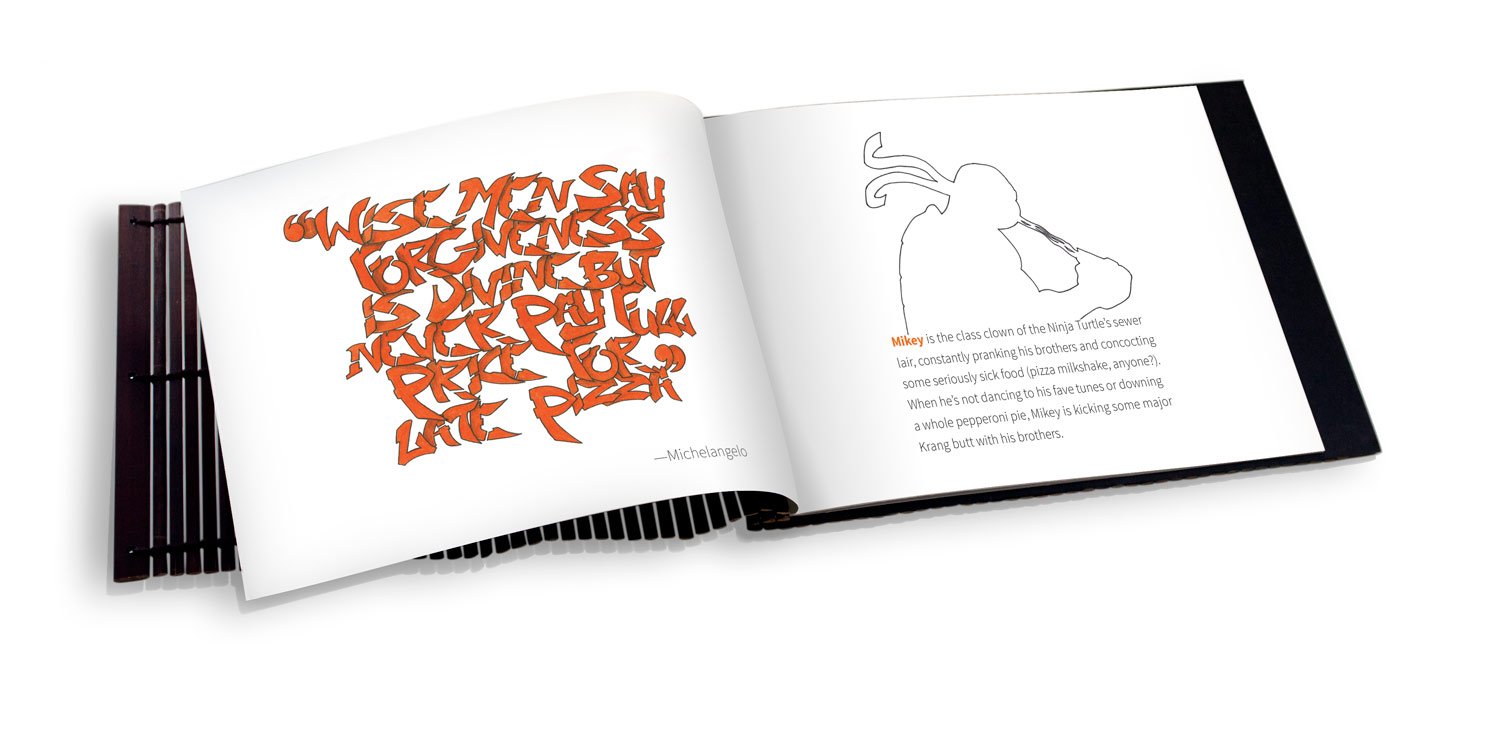 “WISE MEN SAY
FORGIVENESS
IS DIVINE BUT
NEVER PAY FULL
PRICE FOR
LATE PIZZA”
—Michelangelo
Mikey is the class clown of the Ninja Turtle's sewer
lair, constantly pranking his brothers and concocting
some seriously sick food (pizza milkshake, anyone?).
When he's not dancing to his fave tunes or downing
a whole pepperoni pie, Mikey is kicking some major
Krang butt with his brothers.